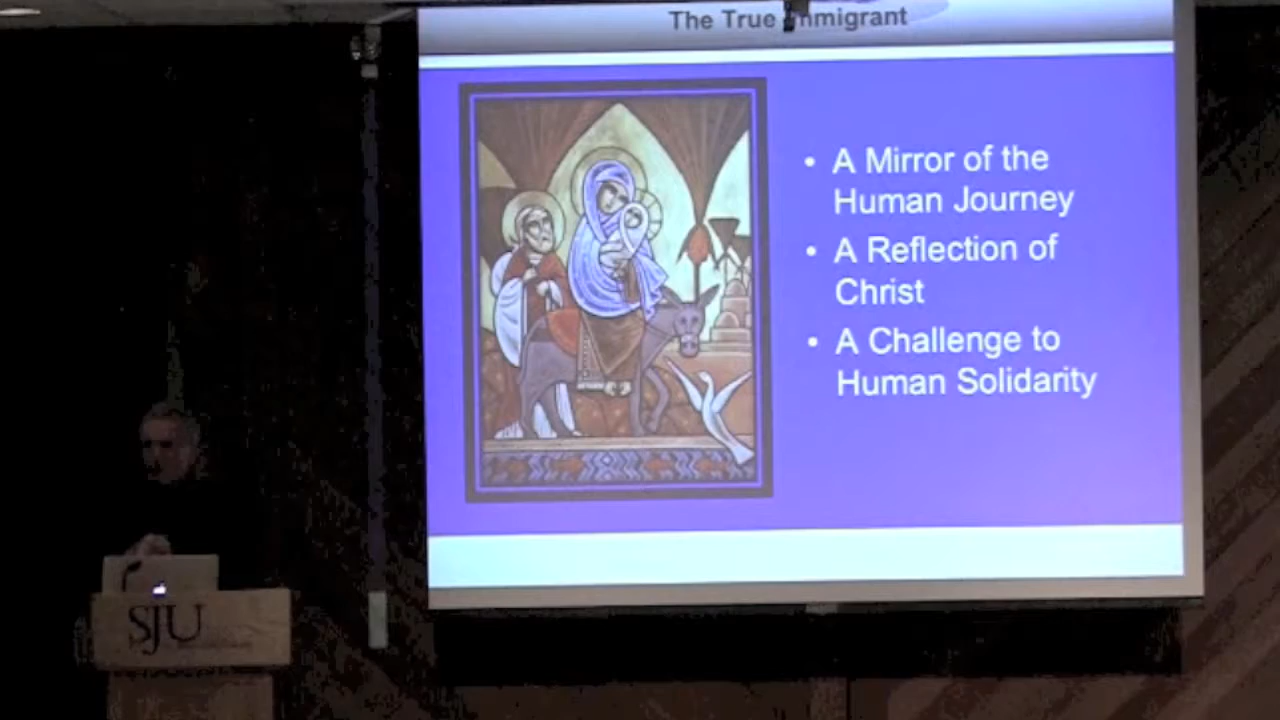 The True Immigrant
• A Mirror of the
Human Journey
• A Reflection of
Christ
• A Challenge to
Human Solidarity
SJU